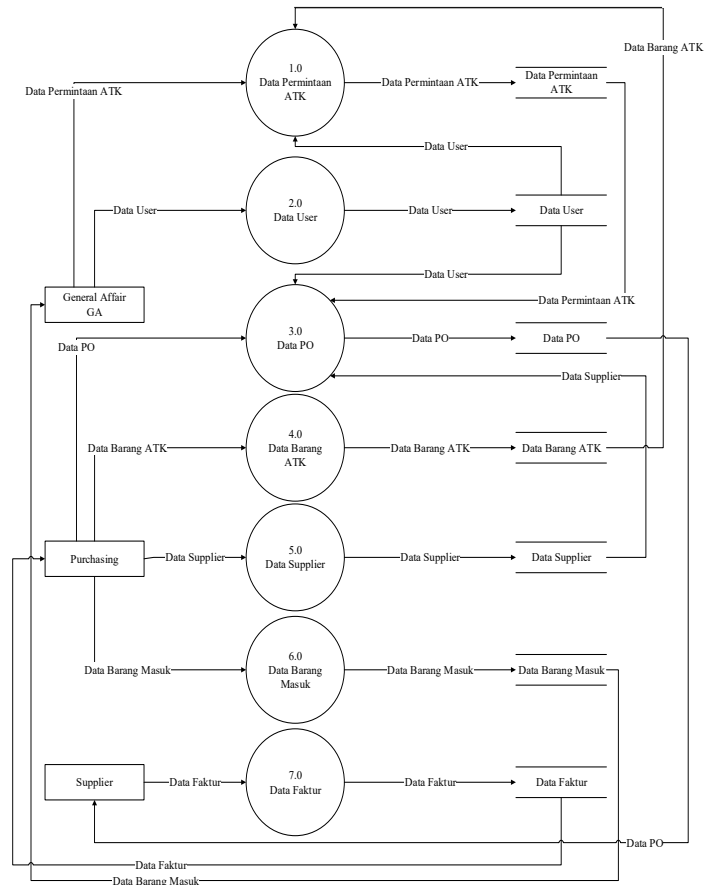 Data Barang ATK
1.0
Data Permintaan
ATK
Data Permintaan ATK
Data Permintaan ATK
Data Permintaan
ATK
Data User
2.0
Data User
Data User
Data User
Data User
Data User
General Affair
GA
Data Permintaan ATK
3.0
Data PO
Data PO
Data PO
Data PO
Data Supplier
4.0
Data Barang
ATK
Data Barang ATK
Data Barang ATK
Data Barang ATK
Purchasing
Data Supplier
5.0
Data Supplier
Data Supplier
Data Supplier
6.0
Data Barang
Masuk
Data Barang Masuk
Data Barang Masuk
Data Barang Masuk
Supplier
Data Faktur
7.0
Data Faktur
Data Faktur
Data Faktur
Data PO
Data Faktur
Data Barang Masuk